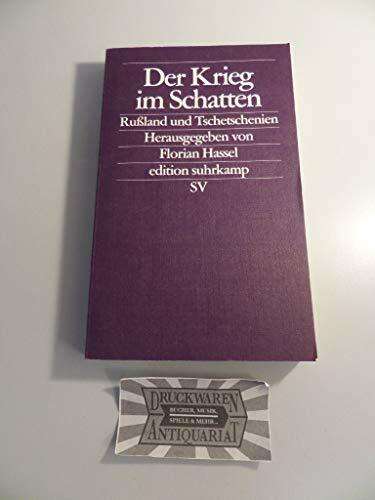 Der Krieg
im Schatten
Rußland und Tschetschenien
Herausgegeben von
Florian Hassel
edition suhrkamp
SV
DRUCKWAREN
BÜCHER, MUSIK,
SPIELE & MEHR...
ANTIQUARIAT